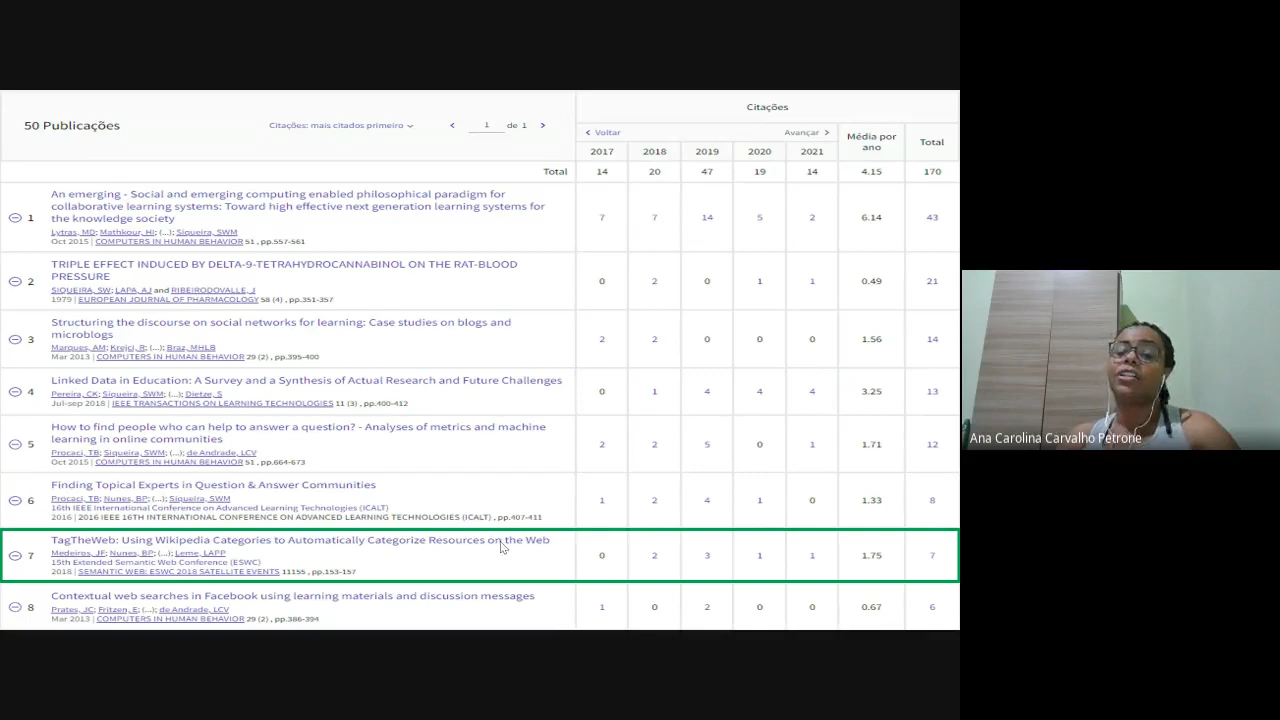 Citações
50 Publicações
Citações: mais citados primeiro
1 de 1
Voltar Avançar
Média por ano
Total
2017 2018 2019 2020 2021
Total 14 20 47 19 14 4.15 170
1 An emerging - Social and emerging computing enabled philosophical paradigm for
collaborative learning systems: Toward high effective next generation learning systems for
the knowledge society
7 7 14 5 2 6.14 43
Lytras, MD; Mathkour, HI; (...); Siqueira, SWM
Oct 2015 | COMPUTERS IN HUMAN BEHAVIOR 51 , pp.557-561
2 TRIPLE EFFECT INDUCED BY DELTA-9-TETRAHYDROCANNABINOL ON THE RAT-BLOOD
PRESSURE
0 2 0 1 1 0.49 21
SIQUEIRA, SW; LAPA, AJ and RIBEIRODOVALLE, J
1979 | EUROPEAN JOURNAL OF PHARMACOLOGY 58 (4) , pp.351-357
3 Structuring the discourse on social networks for learning: Case studies on blogs and
microblogs
2 2 0 0 0 1.56 14
Marques, AM; Krejci, R; (...); Braz, MHLB
Mar 2013 | COMPUTERS IN HUMAN BEHAVIOR 29 (2) , pp.395-400
4 Linked Data in Education: A Survey and a Synthesis of Actual Research and Future Challenges
0 1 4 4 4 3.25 13
Pereira, CK; Siqueira, SWM; (...); Dietze, S
Jul-sep 2018 | IEEE TRANSACTIONS ON LEARNING TECHNOLOGIES 11 (3) , pp.400-412
5 How to find people who can help to answer a question? - Analyses of metrics and machine
learning in online communities
2 2 5 0 1 1.71 12
Procaci, TB; Siqueira, SWM; (...); de Andrade, LCV
Oct 2015 | COMPUTERS IN HUMAN BEHAVIOR 51 , pp.664-673
6 Finding Topical Experts in Question & Answer Communities
1 2 4 1 0 1.33 8
Procaci, TB; Nunes, BP; (...); Siqueira, SWM
16th IEEE International Conference on Advanced Learning Technologies (ICALT)
2016 | 2016 IEEE 16TH INTERNATIONAL CONFERENCE ON ADVANCED LEARNING TECHNOLOGIES (ICALT) , pp.407-411
7 TagTheWeb: Using Wikipedia Categories to Automatically Categorize Resources on the Web
0 2 3 1 1 1.75 7
Medeiros, JF; Nunes, BP; (...); Leme, LAPP
15th Extended Semantic Web Conference (ESWC)
2018 | SEMANTIC WEB: ESWC 2018 SATELLITE EVENTS 11155 , pp.153-157
8 Contextual web searches in Facebook using learning materials and discussion messages
1 0 2 0 0 0.67 6
Prates, JC; Fritzen, E; (...); de Andrade, LCV
Mar 2013 | COMPUTERS IN HUMAN BEHAVIOR 29 (2) , pp.386-394
Ana Carolina Carvalho Petrone